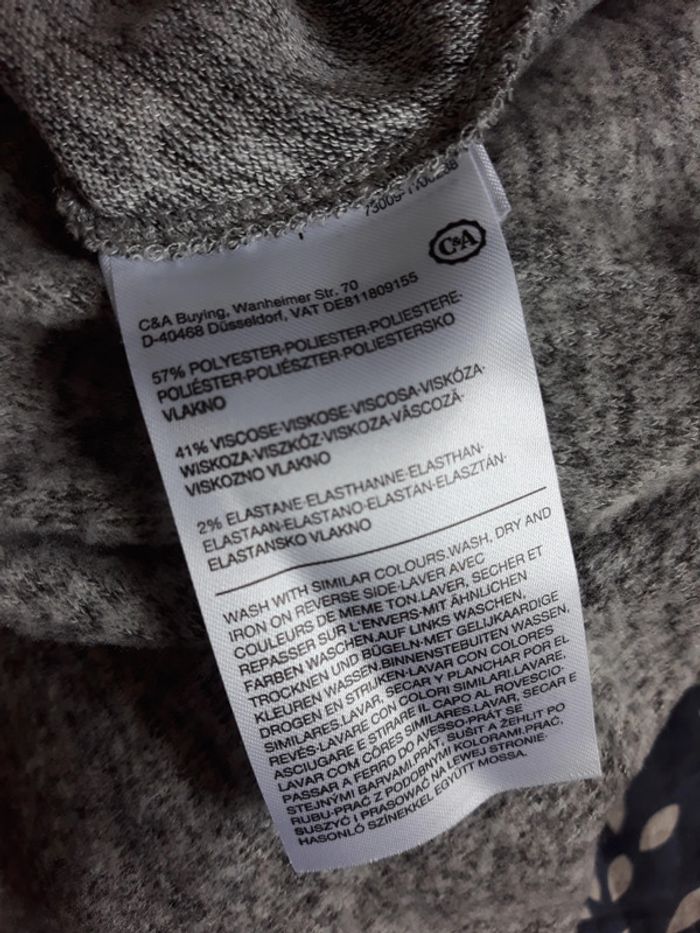 C&A
C&A Buying, Wanheimer Str. 70
D-40468 Düsseldorf, VAT DE811809155
57% POLYESTER-POLIESTER-POLIESTERE-
POLIÉSTER-POLIÉSZTER-POLIESTERSKO
VLAKNO
41% VISCOSE-VISKOSE-VISCOSA-VISKÓZA-
WISKOZA-VISZKÓZ-VISKOZA-VÂSCOZĂ-
VISKOZNO VLAKNO
2% ELASTANE-ELASTHANNE-ELASTHAN-
ELASTAAN-ELASTANO-ELASTAN-ELASZTÁN-
ELASTANSKO VLAKNO
WASH WITH SIMILAR COLOURS.WASH, DRY AND
IRON ON REVERSE SIDE-LAVER AVEC
COULEURS DE MEME TON.LAVER, SECHER ET
REPASSER SUR L'ENVERS-MIT ÄHNLICHEN
FARBEN WASCHEN.AUF LINKS WASCHEN,
TROCKNEN UND BÜGELN-MET GELIJKAARDIGE
KLEUREN WASSEN.BINNENSTEBUITEN WASSEN,
DROGEN EN STRIJKEN-LAVAR CON COLORES
SIMILARES.LAVAR, SECAR Y PLANCHAR POR EL
REVÉS-LAVARE CON COLORI SIMILARI.LAVARE,
ASCIUGARE E STIRARE IL CAPO AL ROVESCIO-
LAVAR COM CÔRES SIMILARES.LAVAR, SECAR E
PASSAR A FERRO DO AVESSO-PRÁT SE
STEJNÝMI BARVAMI.PRÁT, SUŠIT A ŽEHLIT PO
RUBU-PRAĆ Z PODOBNYMI KOLORAMI.PRAĆ,
SUSZYĆ I PRASOWAĆ NA LEWEJ STRONIE-
HASONLÓ SZÍNEKKEL EGYÜTT MOSSA.